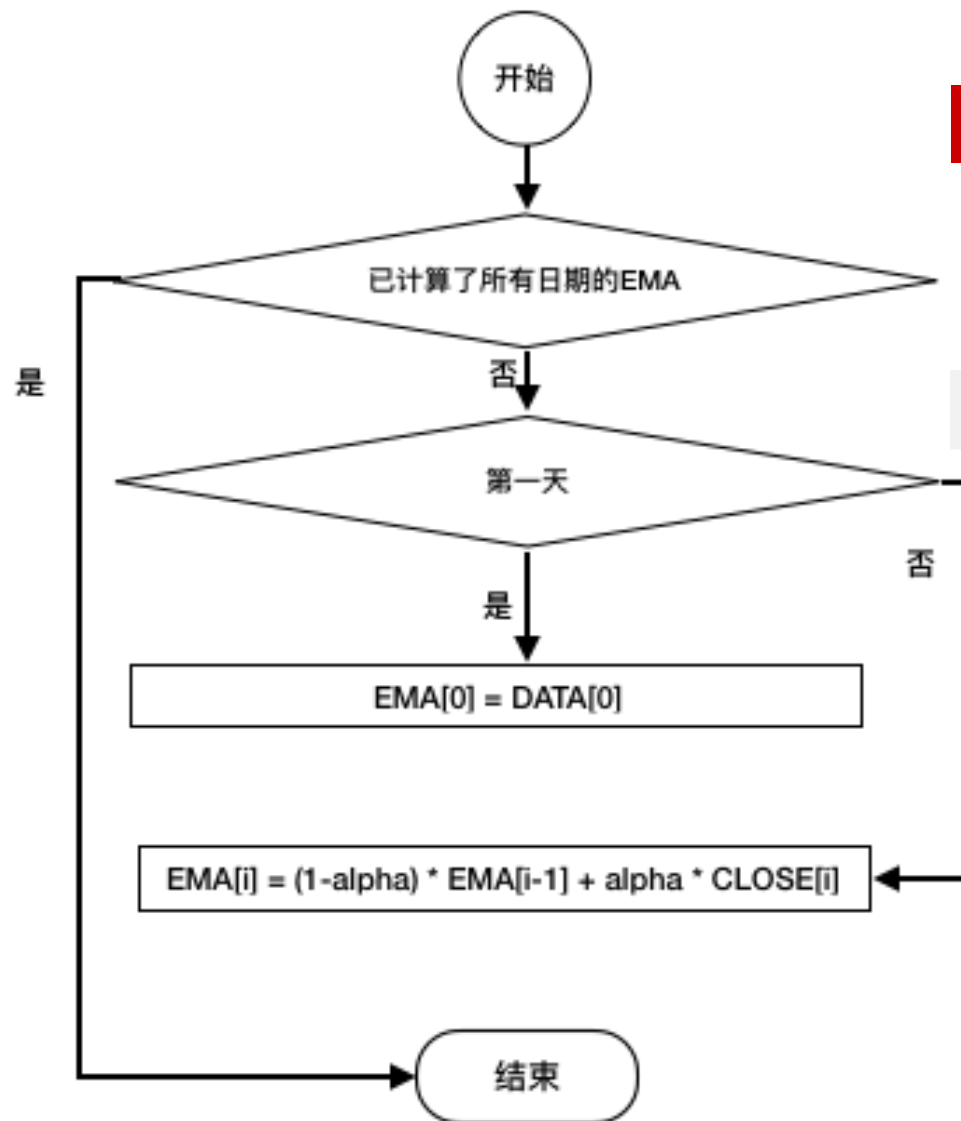 开始
已计算了所有日期的EMA
是
否
第一天
否
是
EMA[0] = DATA[0]
EMA[i] = (1-alpha) * EMA[i-1] + alpha * CLOSE[i]
结束